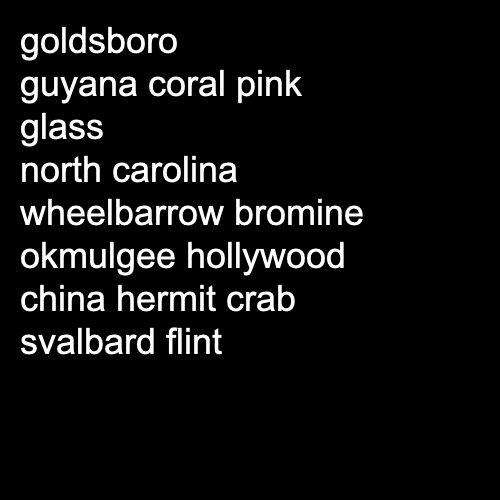 goldsboro
guyana coral pink
glass
north carolina
wheelbarrow bromine
okmulgee hollywood
china hermit crab
svalbard flint